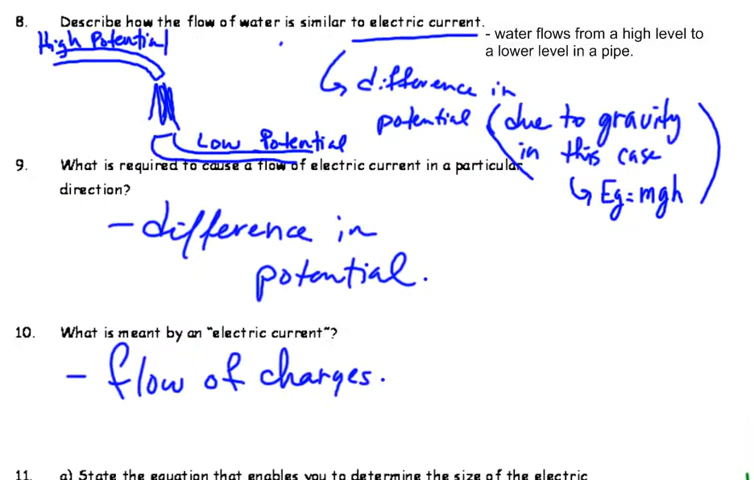 8. Describe how the flow of water is similar to electric current.
- water flows from a high level to
a lower level in a pipe.
High Potential
↳ difference in
potential (due to gravity
in this case
↳ Eg = mgh)
Low Potential
9. What is required to cause a flow of electric current in a particular
direction?
- difference in
potential.
10. What is meant by an "electric current"?
- flow of charges.
11. a) State the equation that enables you to determine the size of the electric